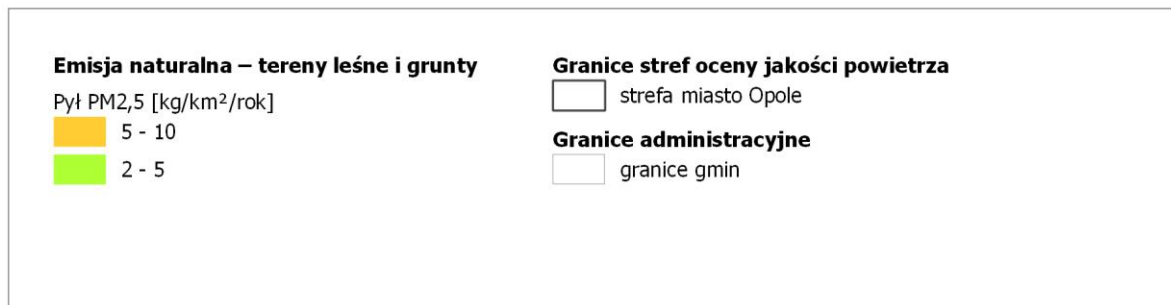 Emisja naturalna – tereny leśne i grunty
Pył PM2,5 [kg/km²/rok]
5 - 10
2 - 5
Granice stref oceny jakości powietrza
strefa miasto Opole
Granice administracyjne
granice gmin